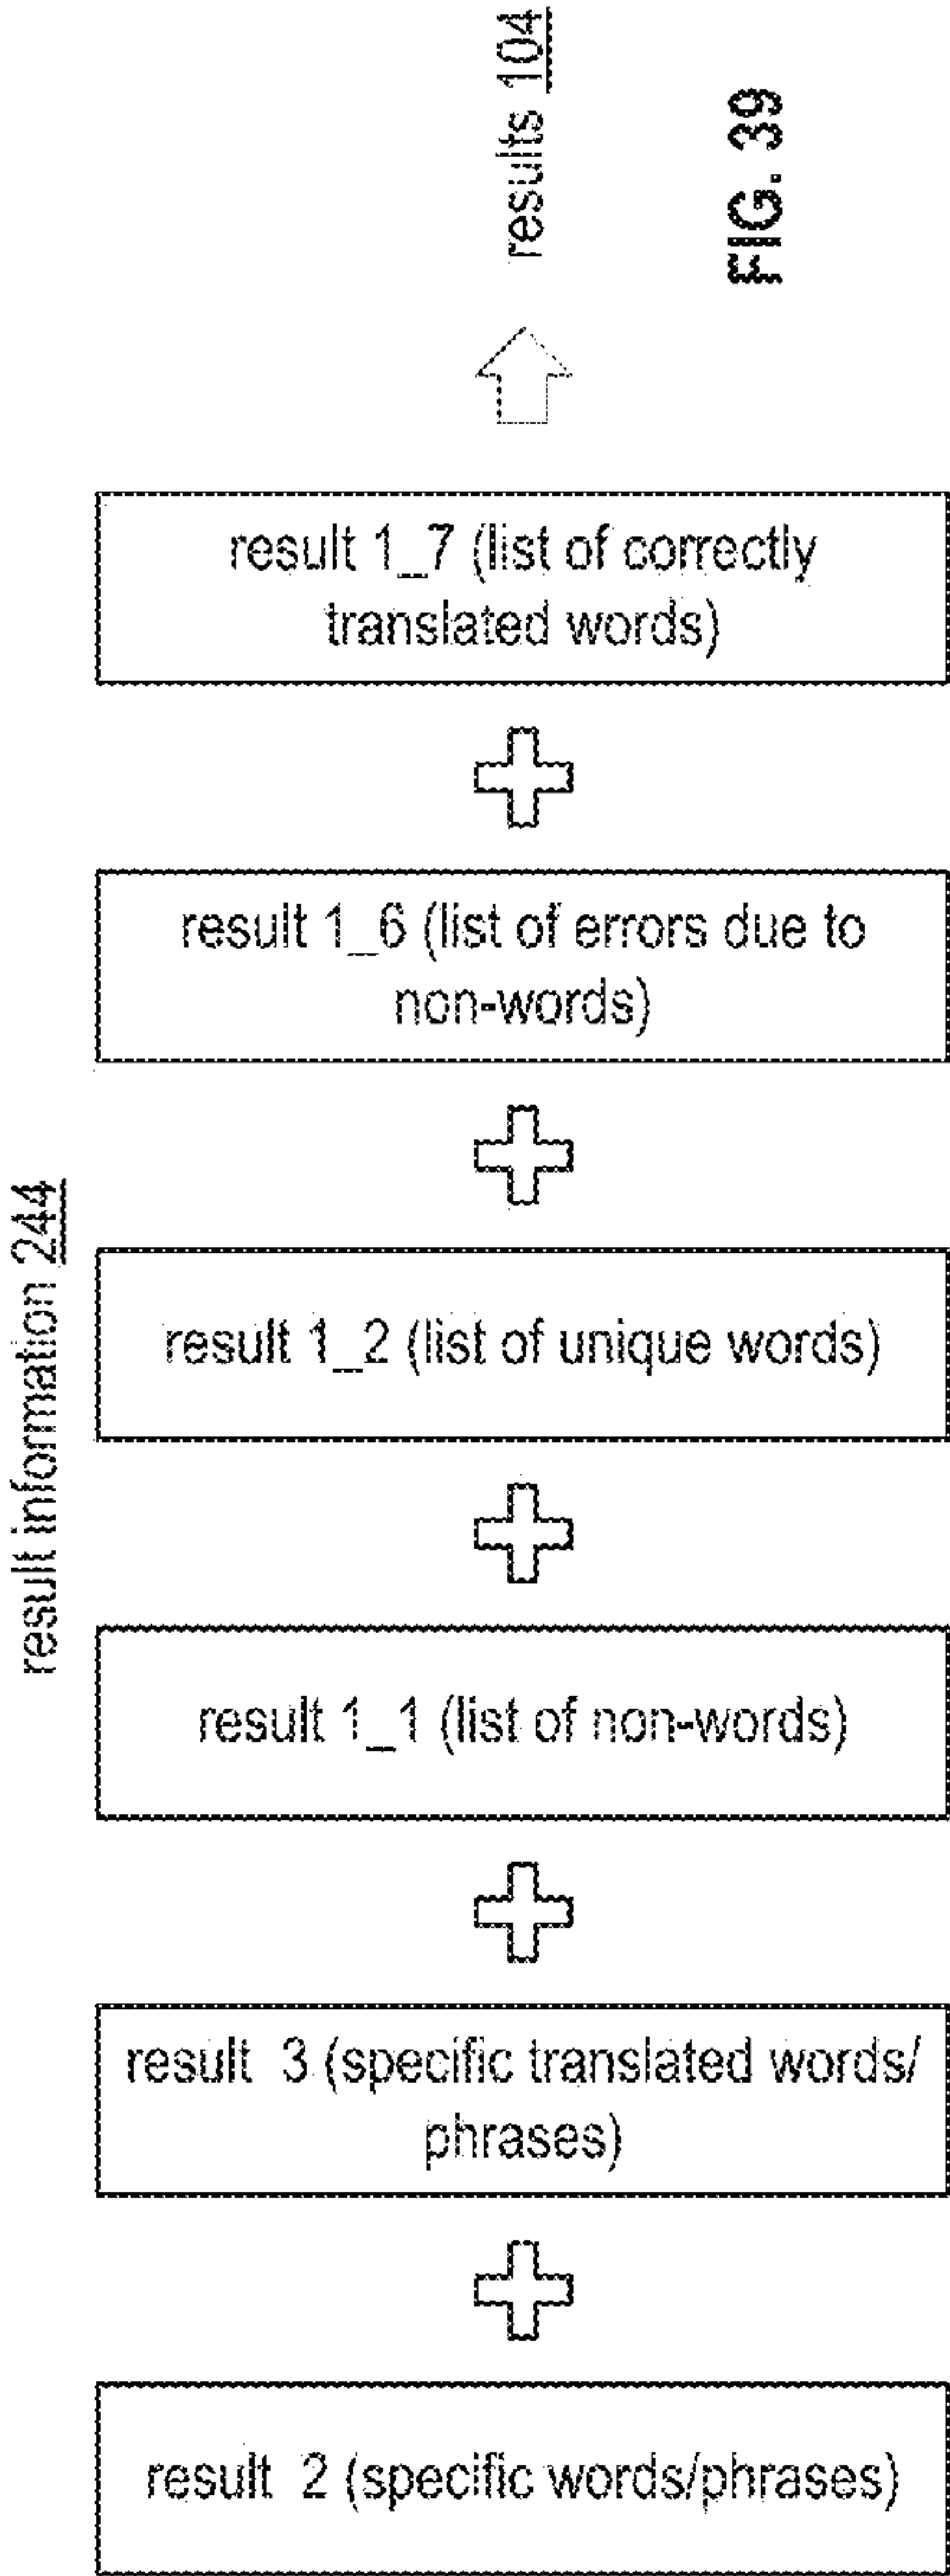 result information 244
result 2 (specific words/phrases)
result 3 (specific translated words/
phrases)
result 1_1 (list of non-words)
result 1_2 (list of unique words)
result 1_6 (list of errors due to
non-words)
result 1_7 (list of correctly
translated words)
results 104
FIG. 39